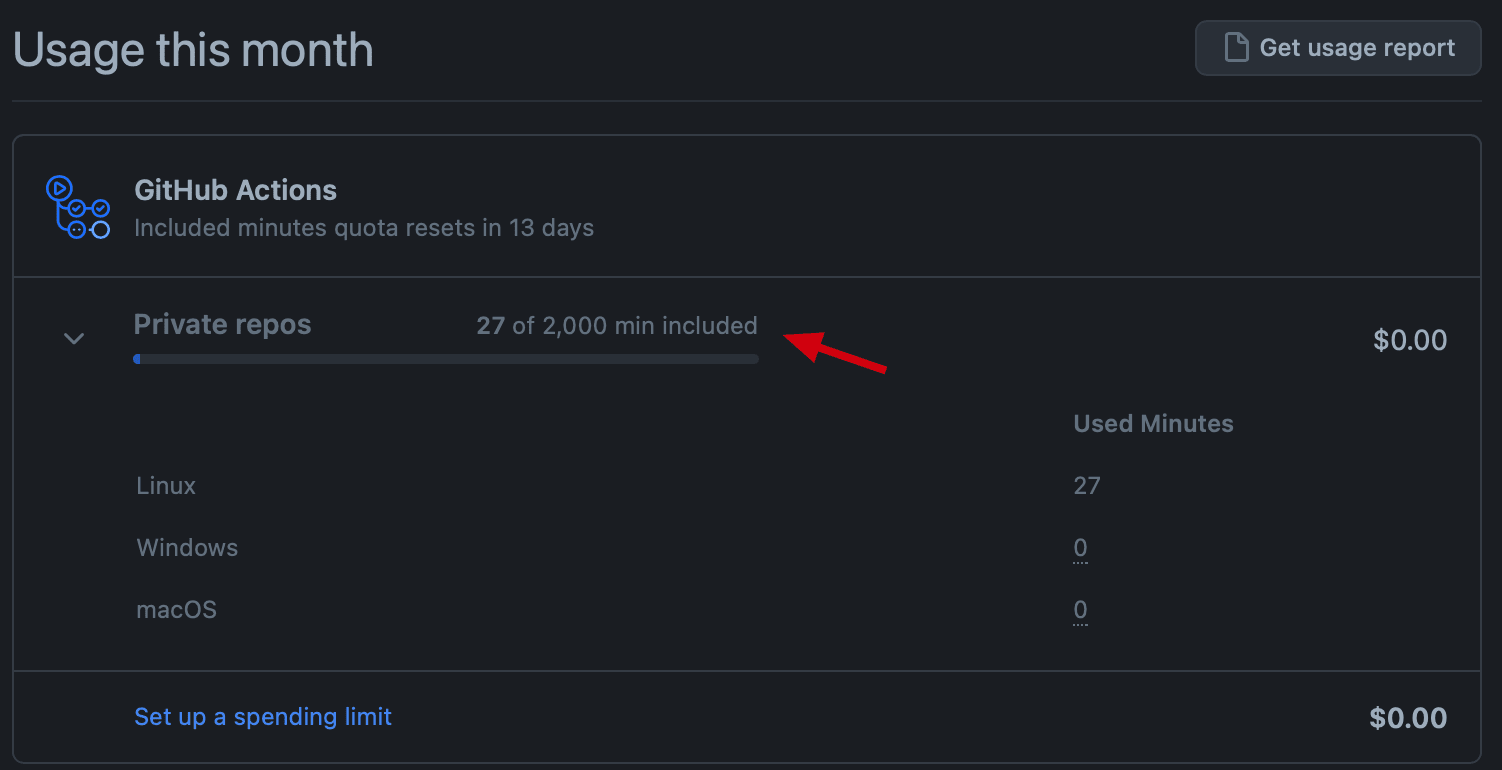 Usage this month
Get usage report
GitHub Actions
Included minutes quota resets in 13 days
Private repos
27 of 2,000 min included
$0.00
Used Minutes
Linux
27
Windows
0
macOS
0
Set up a spending limit
$0.00